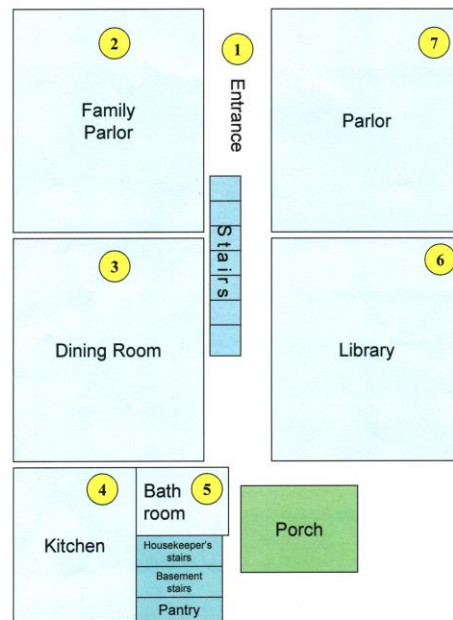 2
1
7
Entrance
Family
Parlor
Parlor
Stairs
3
6
Dining Room
Library
4
Bath
room
5
Kitchen
Porch
Housekeeper's
stairs
Basement
stairs
Pantry